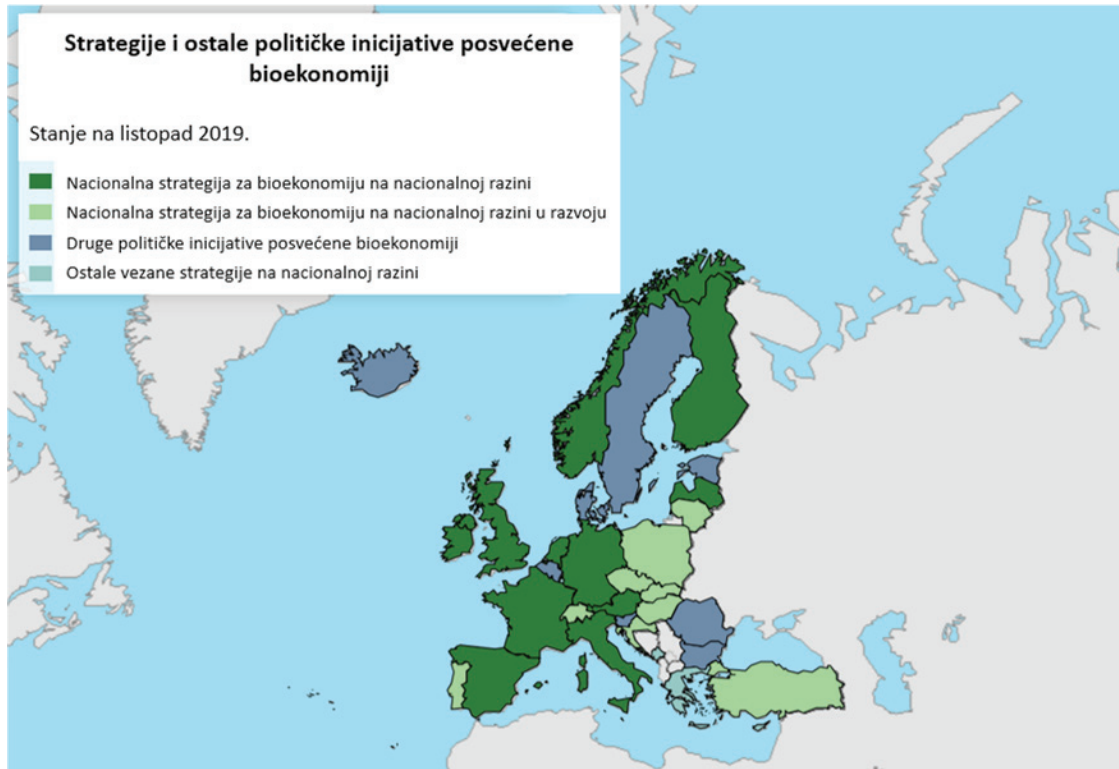 Strategije i ostale političke inicijative posvećene
bioekonomiji
Stanje na listopad 2019.
Nacionalna strategija za bioekonomiju na nacionalnoj razini
Nacionalna strategija za bioekonomiju na nacionalnoj razini u razvoju
Druge političke inicijative posvećene bioekonomiji
Ostale vezane strategije na nacionalnoj razini